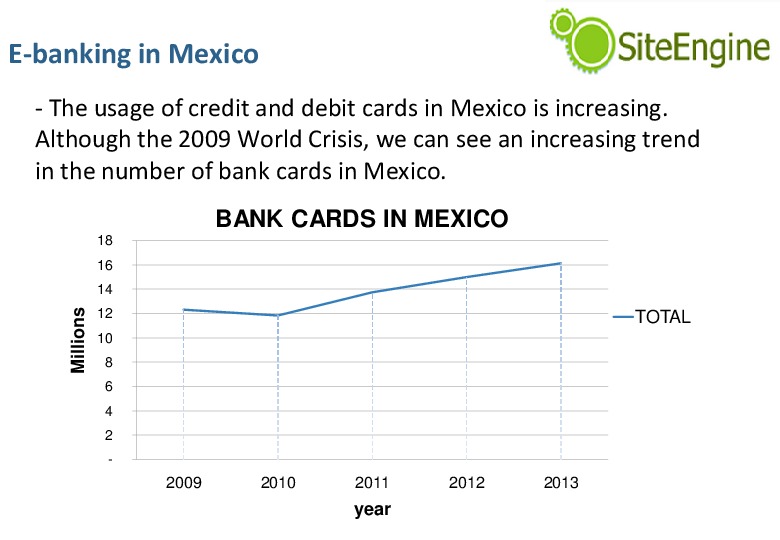 SiteEngine
E-banking in Mexico
- The usage of credit and debit cards in Mexico is increasing.
Although the 2009 World Crisis, we can see an increasing trend
in the number of bank cards in Mexico.
BANK CARDS IN MEXICO
18
16
14
12
10
8
6
4
2
-
Millions
TOTAL
2009 2010 2011 2012 2013
year